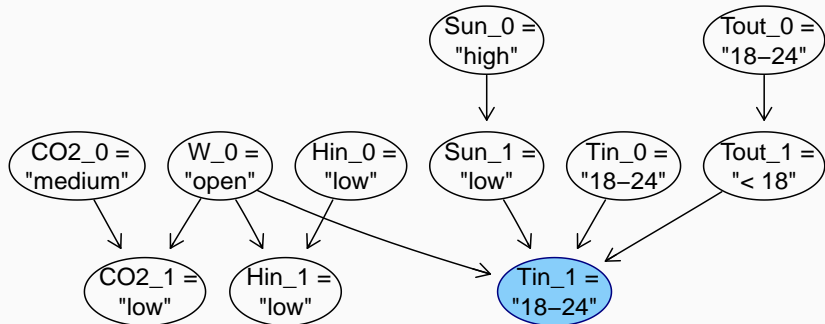 Sun_0 =
"high"
Tout_0 =
"18−24"
CO2_0 =
"medium"
W_0 =
"open"
Hin_0 =
"low"
Sun_1 =
"low"
Tin_0 =
"18−24"
Tout_1 =
"< 18"
CO2_1 =
"low"
Hin_1 =
"low"
Tin_1 =
"18−24"